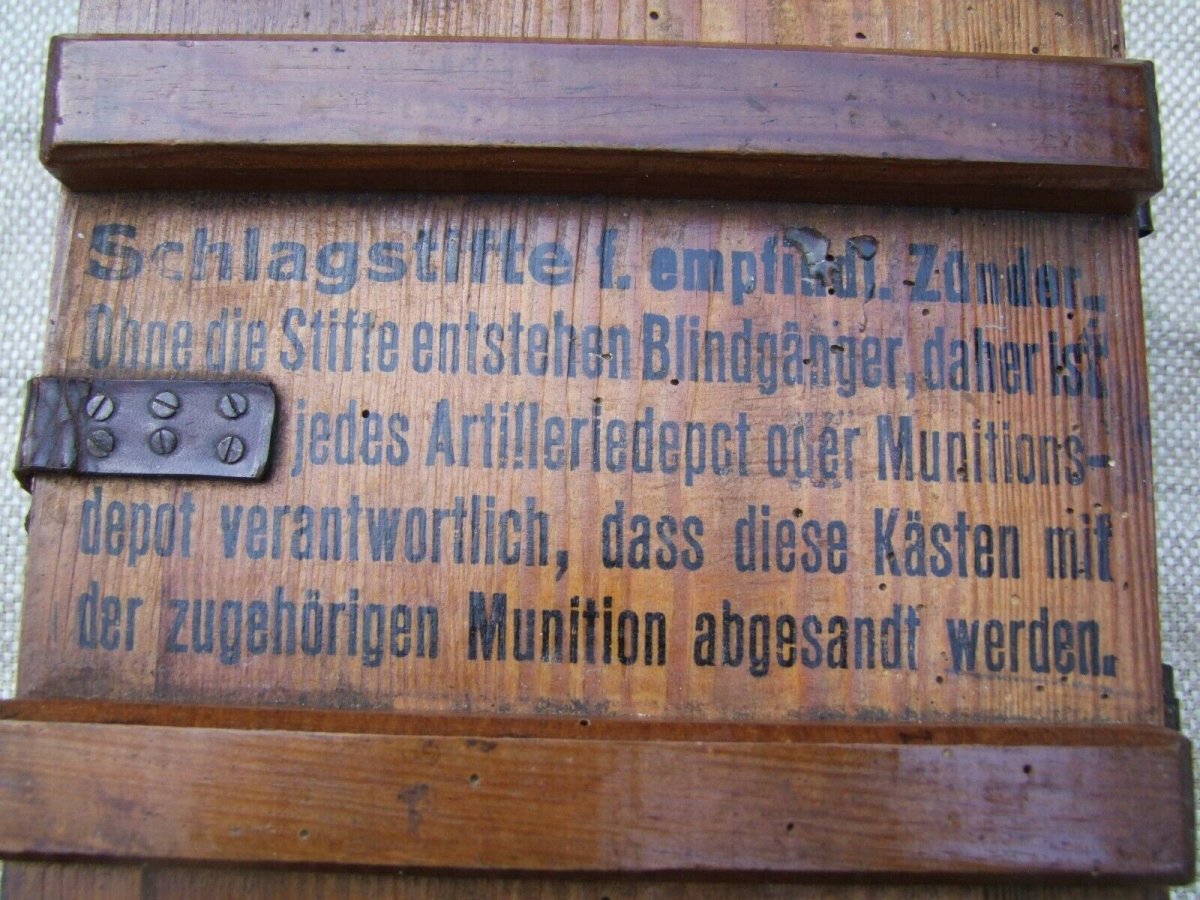 Schlagstifte f. empfindl. Zünder.
Ohne die Stifte entstehen Blindgänger, daher ist
jedes Artilleriedepot oder Munitions-
depot verantwortlich, dass diese Kästen mit
der zugehörigen Munition abgesandt werden.